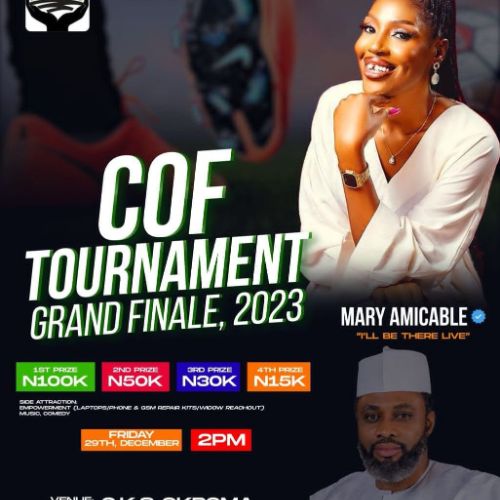 COF
TOURNAMENT
GRAND FINALE, 2023
MARY AMICABLE
"I'LL BE THERE LIVE"
1ST PRIZE
N100K
2ND PRIZE
N50K
3RD PRIZE
N30K
4TH PRIZE
N15K
SIDE ATTRACTION:
EMPOWERMENT (LAPTOPS/PHONE & GSM REPAIR KITS/WIDOW REACHOUT)
MUSIC, COMEDY
FRIDAY
29TH, DECEMBER
2PM
VENUE: